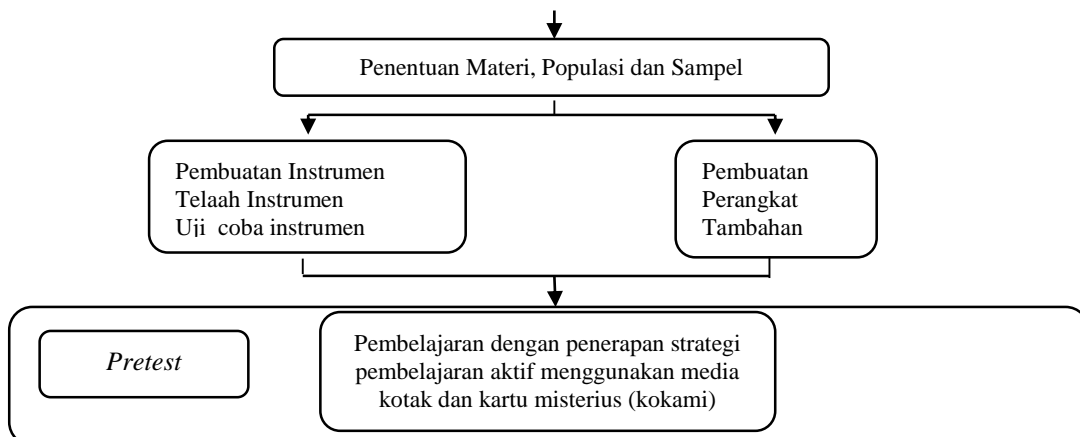 Penentuan Materi, Populasi dan Sampel
Pembuatan Instrumen
Telaah Instrumen
Uji coba instrumen
Pembuatan
Perangkat
Tambahan
Pretest
Pembelajaran dengan penerapan strategi
pembelajaran aktif menggunakan media
kotak dan kartu misterius (kokami)